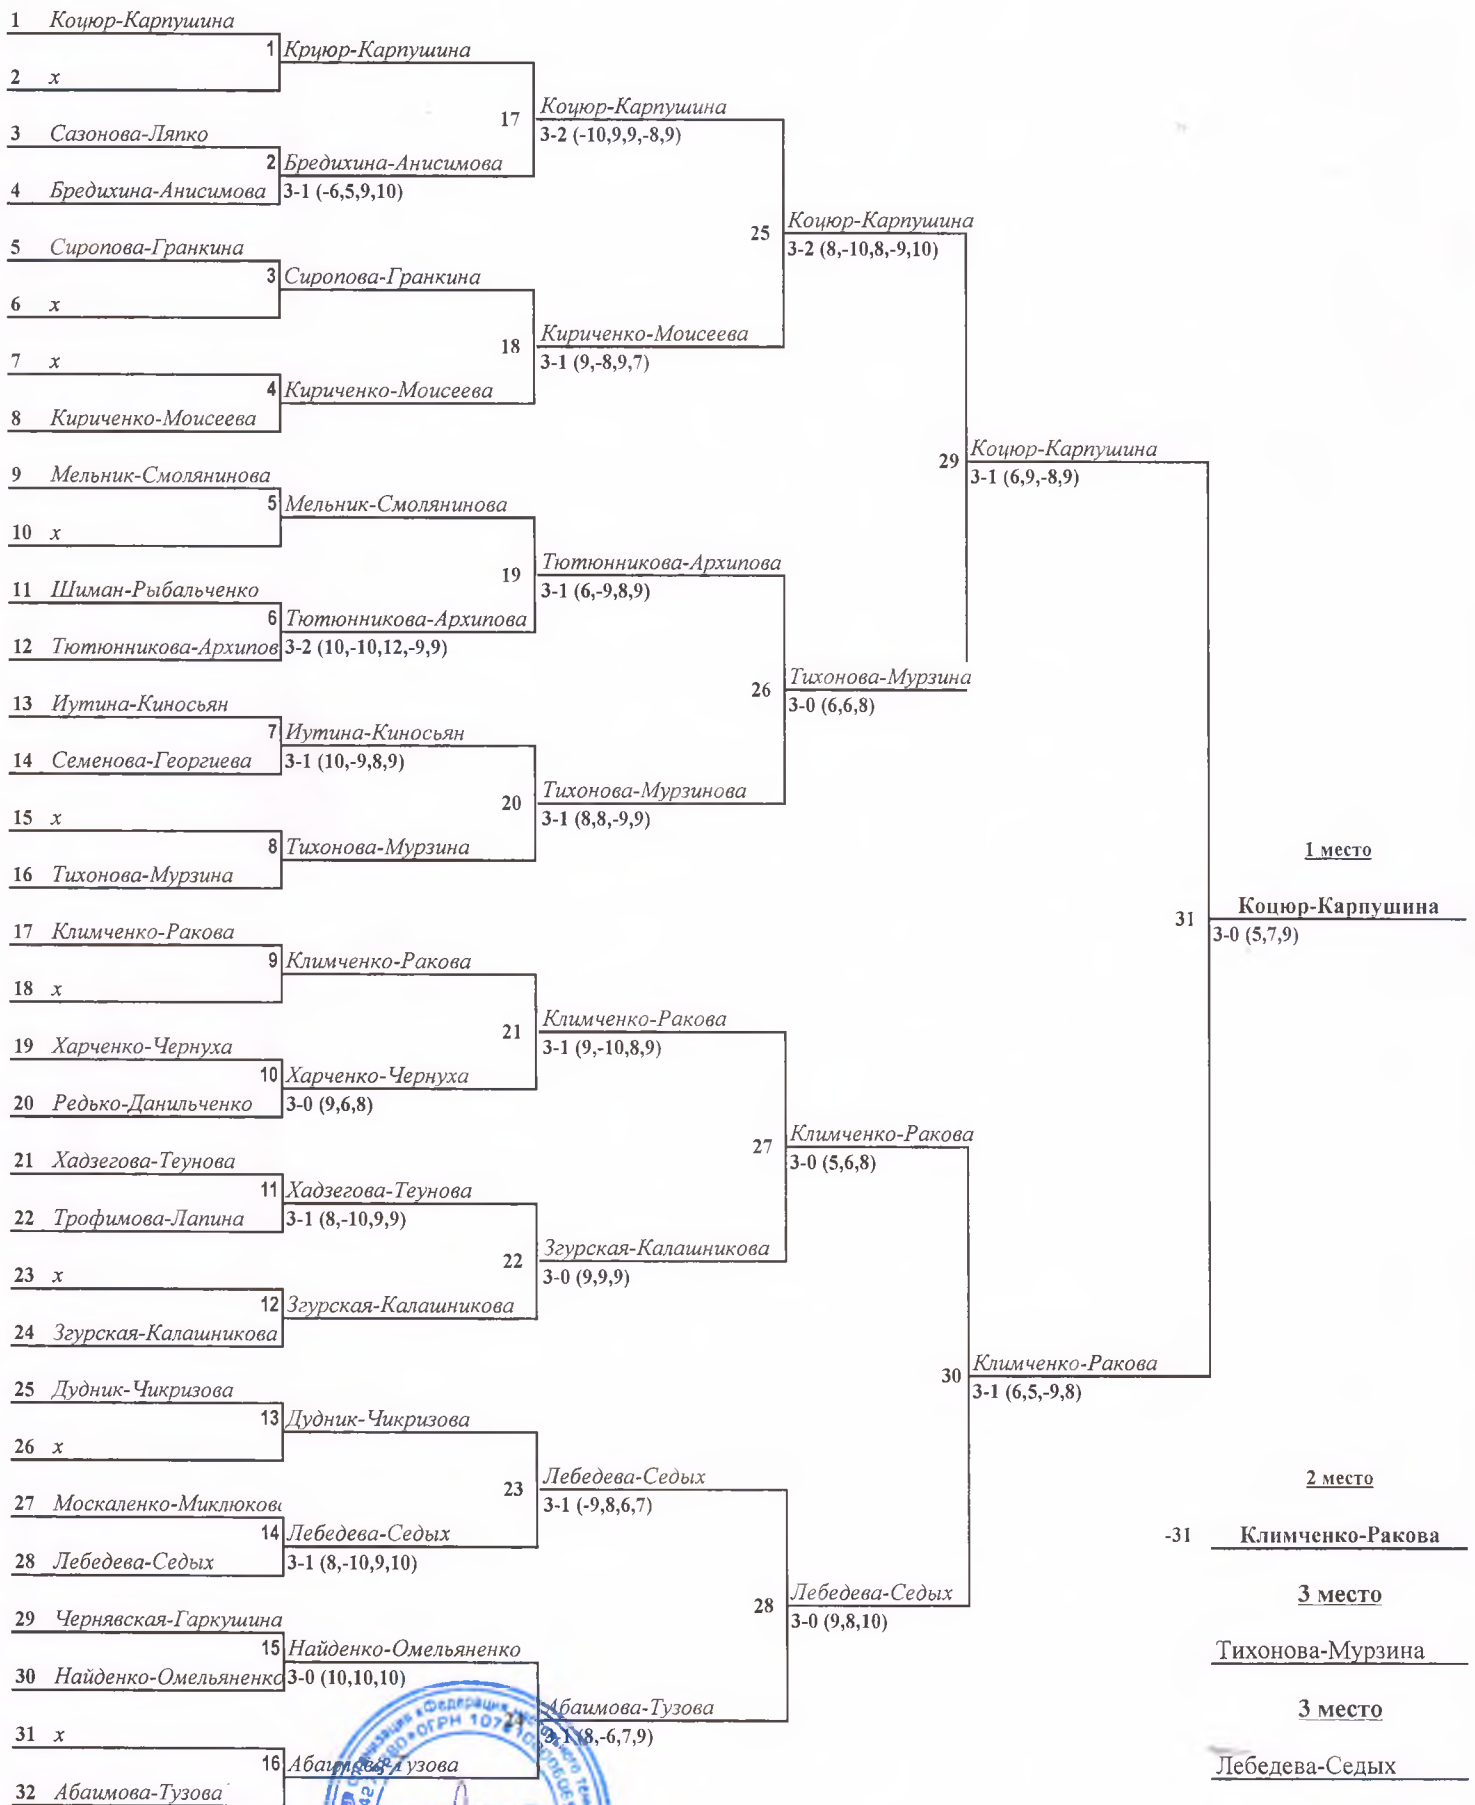 1 Коцюр-Карпушина
1 Крцюр-Карпушина
2 х
Коцюр-Карпушина
17
3-2 (-10,9,9,-8,9)
3 Сазонова-Ляпко
2 Бредихина-Анисимова
4 Бредихина-Анисимова 3-1 (-6,5,9,10)
Коцюр-Карпушина
25
3-2 (8,-10,8,-9,10)
5 Сиропова-Гранкина
3 Сиропова-Гранкина
6 х
Кириченко-Моисеева
18
3-1 (9,-8,9,7)
7 х
4 Кириченко-Моисеева
8 Кириченко-Моисеева
Коцюр-Карпушина
29
3-1 (6,9,-8,9)
9 Мельник-Смолянинова
5 Мельник-Смолянинова
10 х
Тютюнникова-Архипова
19
3-1 (6,-9,8,9)
11 Шиман-Рыбальченко
6 Тютюнникова-Архипова
12 Тютюнникова-Архипов 3-2 (10,-10,12,-9,9)
Тихонова-Мурзина
26
3-0 (6,6,8)
13 Иутина-Киносьян
7 Иутина-Киносьян
14 Семенова-Георгиева 3-1 (10,-9,8,9)
Тихонова-Мурзинова
20
3-1 (8,8,-9,9)
15 х
8 Тихонова-Мурзина
16 Тихонова-Мурзина
1 место
Коцюр-Карпушина
31
3-0 (5,7,9)
17 Климченко-Ракова
9 Климченко-Ракова
18 х
Климченко-Ракова
21
3-1 (9,-10,8,9)
19 Харченко-Чернуха
10 Харченко-Чернуха
20 Редько-Данильченко 3-0 (9,6,8)
Климченко-Ракова
27
3-0 (5,6,8)
21 Хадзегова-Теунова
11 Хадзегова-Теунова
22 Трофимова-Лапина 3-1 (8,-10,9,9)
Згурская-Калашникова
22
3-0 (9,9,9)
23 х
12 Згурская-Калашникова
24 Згурская-Калашникова
Климченко-Ракова
30
3-1 (6,5,-9,8)
25 Дудник-Чикризова
13 Дудник-Чикризова
26 х
Лебедева-Седых
23
3-1 (-9,8,6,7)
27 Москаленко-Миклюков
14 Лебедева-Седых
28 Лебедева-Седых 3-1 (8,-10,9,10)
2 место
-31 Климченко-Ракова
Лебедева-Седых
28
3-0 (9,8,10)
3 место
Тихонова-Мурзина
29 Чернявская-Гаркушина
15 Найденко-Омельяненко
30 Найденко-Омельяненко 3-0 (10,10,10)
Абаимова-Тузова
24
3-1 (8,-6,7,9)
3 место
Лебедева-Седых
31 х
16 Абаимова-Тузова
32 Абаимова-Тузова
«Федерация
ОГРН